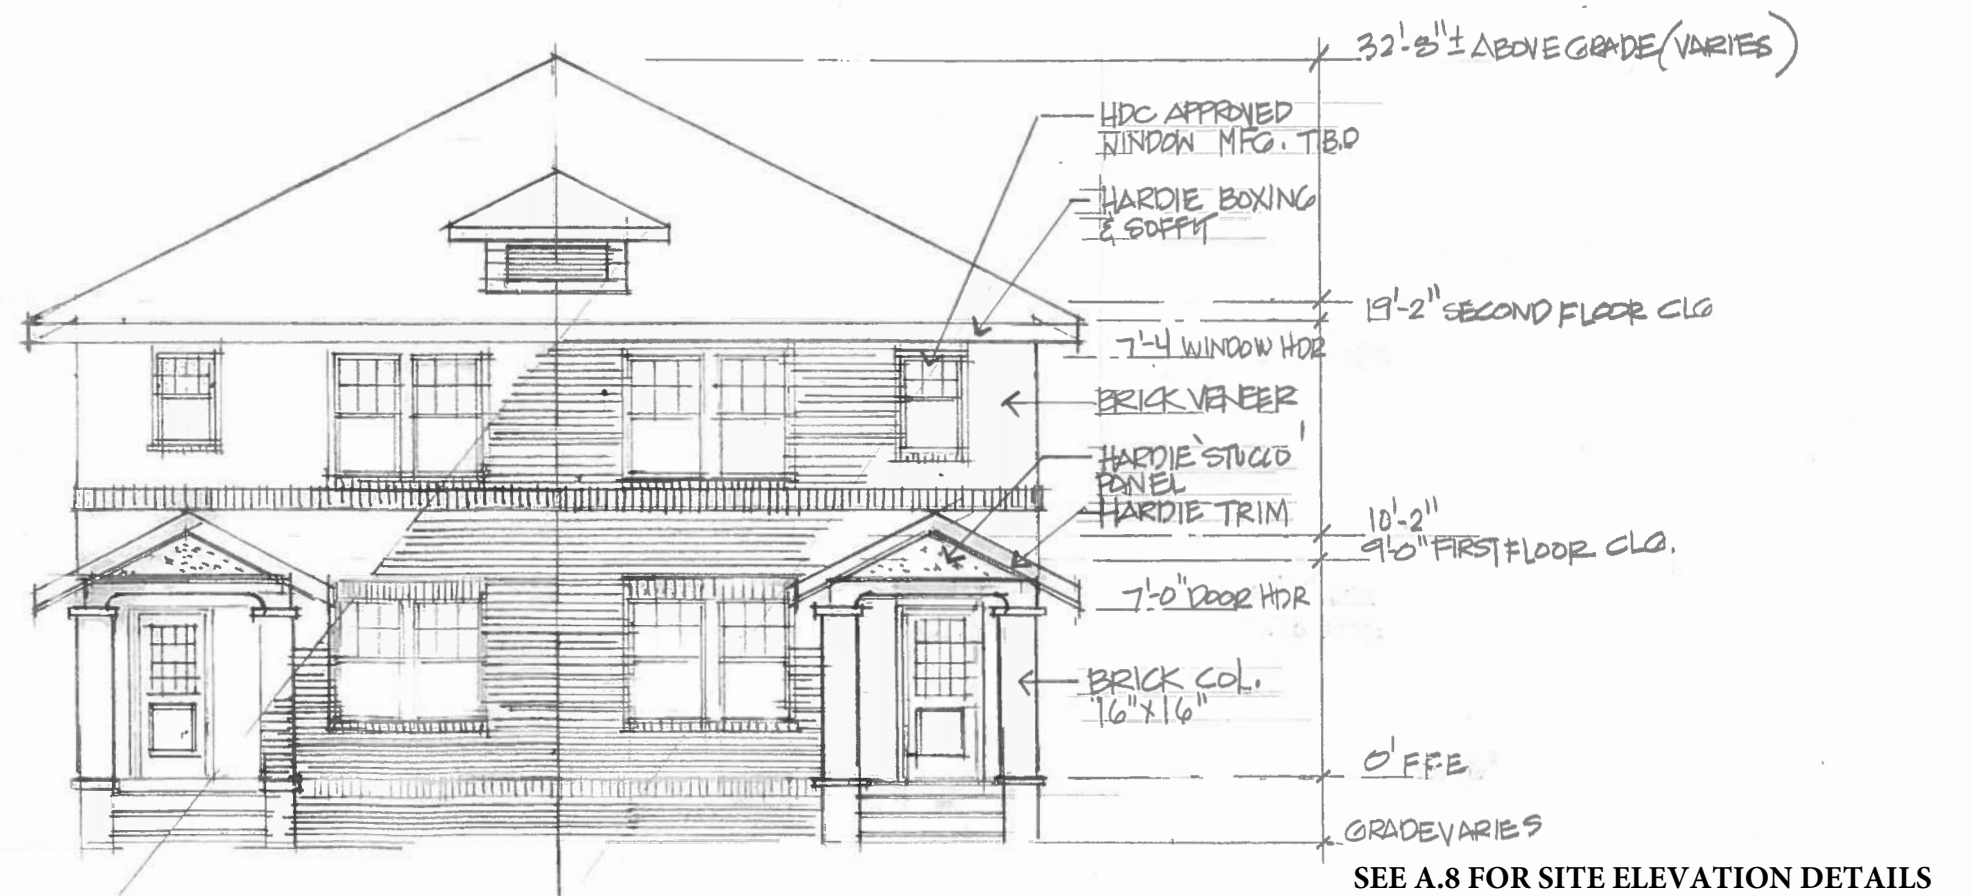 32'-8"± ABOVE GRADE (VARIES)
HDC APPROVED
WINDOW MFG. T.B.D
HARDIE BOXING
& SOFFIT
19'-2" SECOND FLOOR CLG
7'-4 WINDOW HDR
BRICK VENEER
HARDIE 'STUCCO'
PANEL
HARDIE TRIM
10'-2"
9'-0" FIRST FLOOR CLG.
7'-0" DOOR HDR
BRICK COL.
16" X 16"
0' FFE
GRADE VARIES
SEE A.8 FOR SITE ELEVATION DETAILS